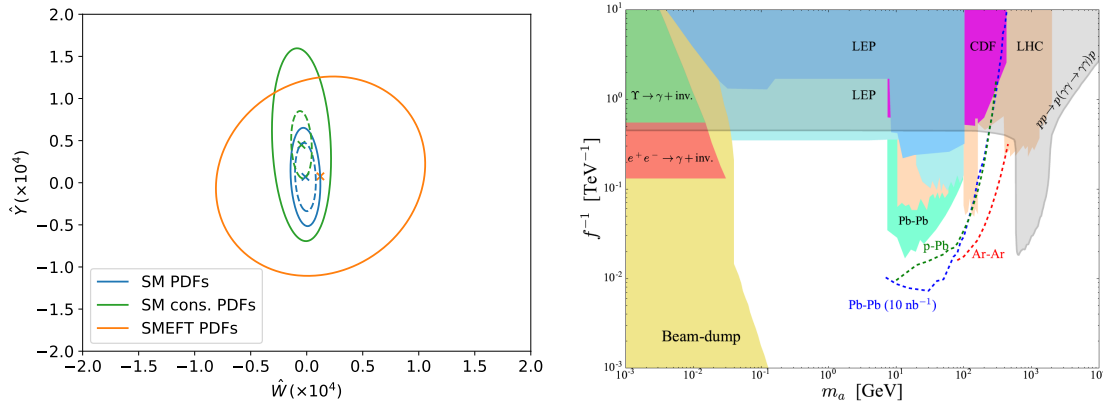 2.0
1.5
1.0
0.5
0.0
−0.5
−1.0
−1.5
−2.0
Ŷ (×10⁴)
SM PDFs
SM cons. PDFs
SMEFT PDFs
−2.0 −1.5 −1.0 −0.5 0.0 0.5 1.0 1.5 2.0
Ŵ (×10⁴)
10¹
10⁰
10⁻¹
10⁻²
10⁻³
f⁻¹ [TeV⁻¹]
LEP
CDF
LHC
pp → p(γγ → γγ)p
Υ → γ + inv.
LEP
e⁺e⁻ → γ + inv.
Pb-Pb
p-Pb
Ar-Ar
Pb-Pb (10 nb⁻¹)
Beam-dump
10⁻³ 10⁻² 10⁻¹ 10⁰ 10¹ 10² 10³ 10⁴
mₐ [GeV]